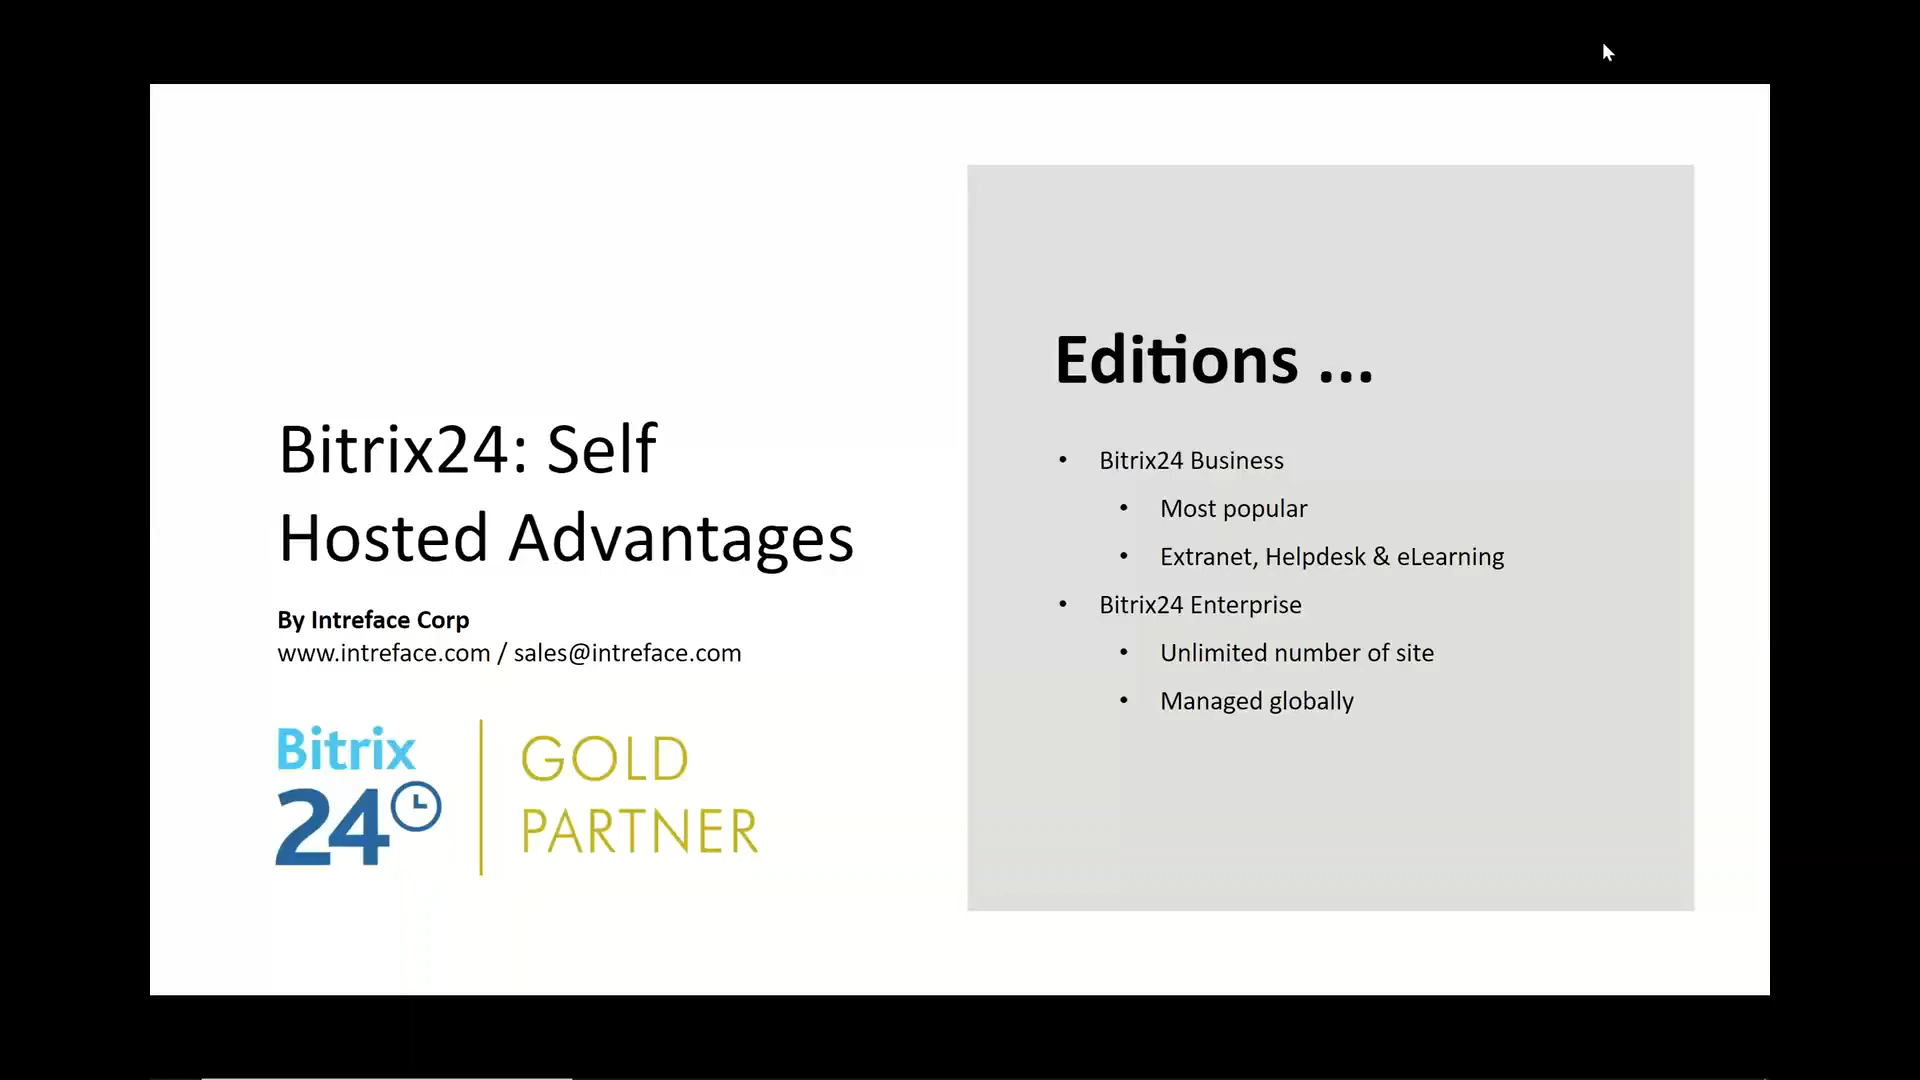 Bitrix24: Self
Hosted Advantages
By Intreface Corp
www.intreface.com / sales@intreface.com
Bitrix
24
GOLD
PARTNER
Editions ...
• Bitrix24 Business
• Most popular
• Extranet, Helpdesk & eLearning
• Bitrix24 Enterprise
• Unlimited number of site
• Managed globally